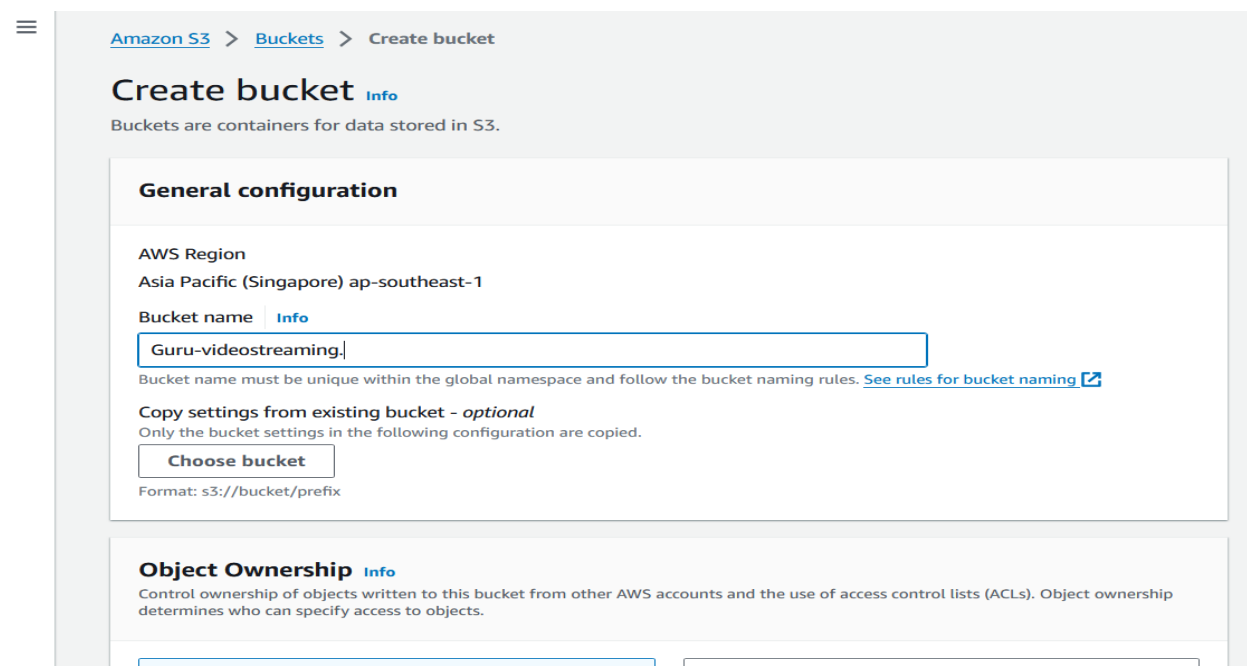 Amazon S3 > Buckets > Create bucket
Create bucket Info
Buckets are containers for data stored in S3.
General configuration
AWS Region
Asia Pacific (Singapore) ap-southeast-1
Bucket name Info
Guru-videostreaming.
Bucket name must be unique within the global namespace and follow the bucket naming rules. See rules for bucket naming
Copy settings from existing bucket - optional
Only the bucket settings in the following configuration are copied.
Choose bucket
Format: s3://bucket/prefix
Object Ownership Info
Control ownership of objects written to this bucket from other AWS accounts and the use of access control lists (ACLs). Object ownership
determines who can specify access to objects.